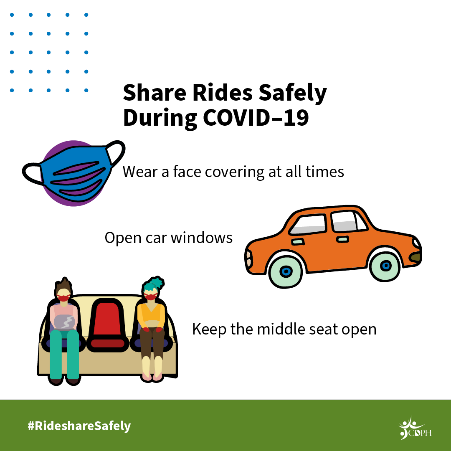 Share Rides Safely
During COVID–19
Wear a face covering at all times
Open car windows
Keep the middle seat open
#RideshareSafely
CDPH